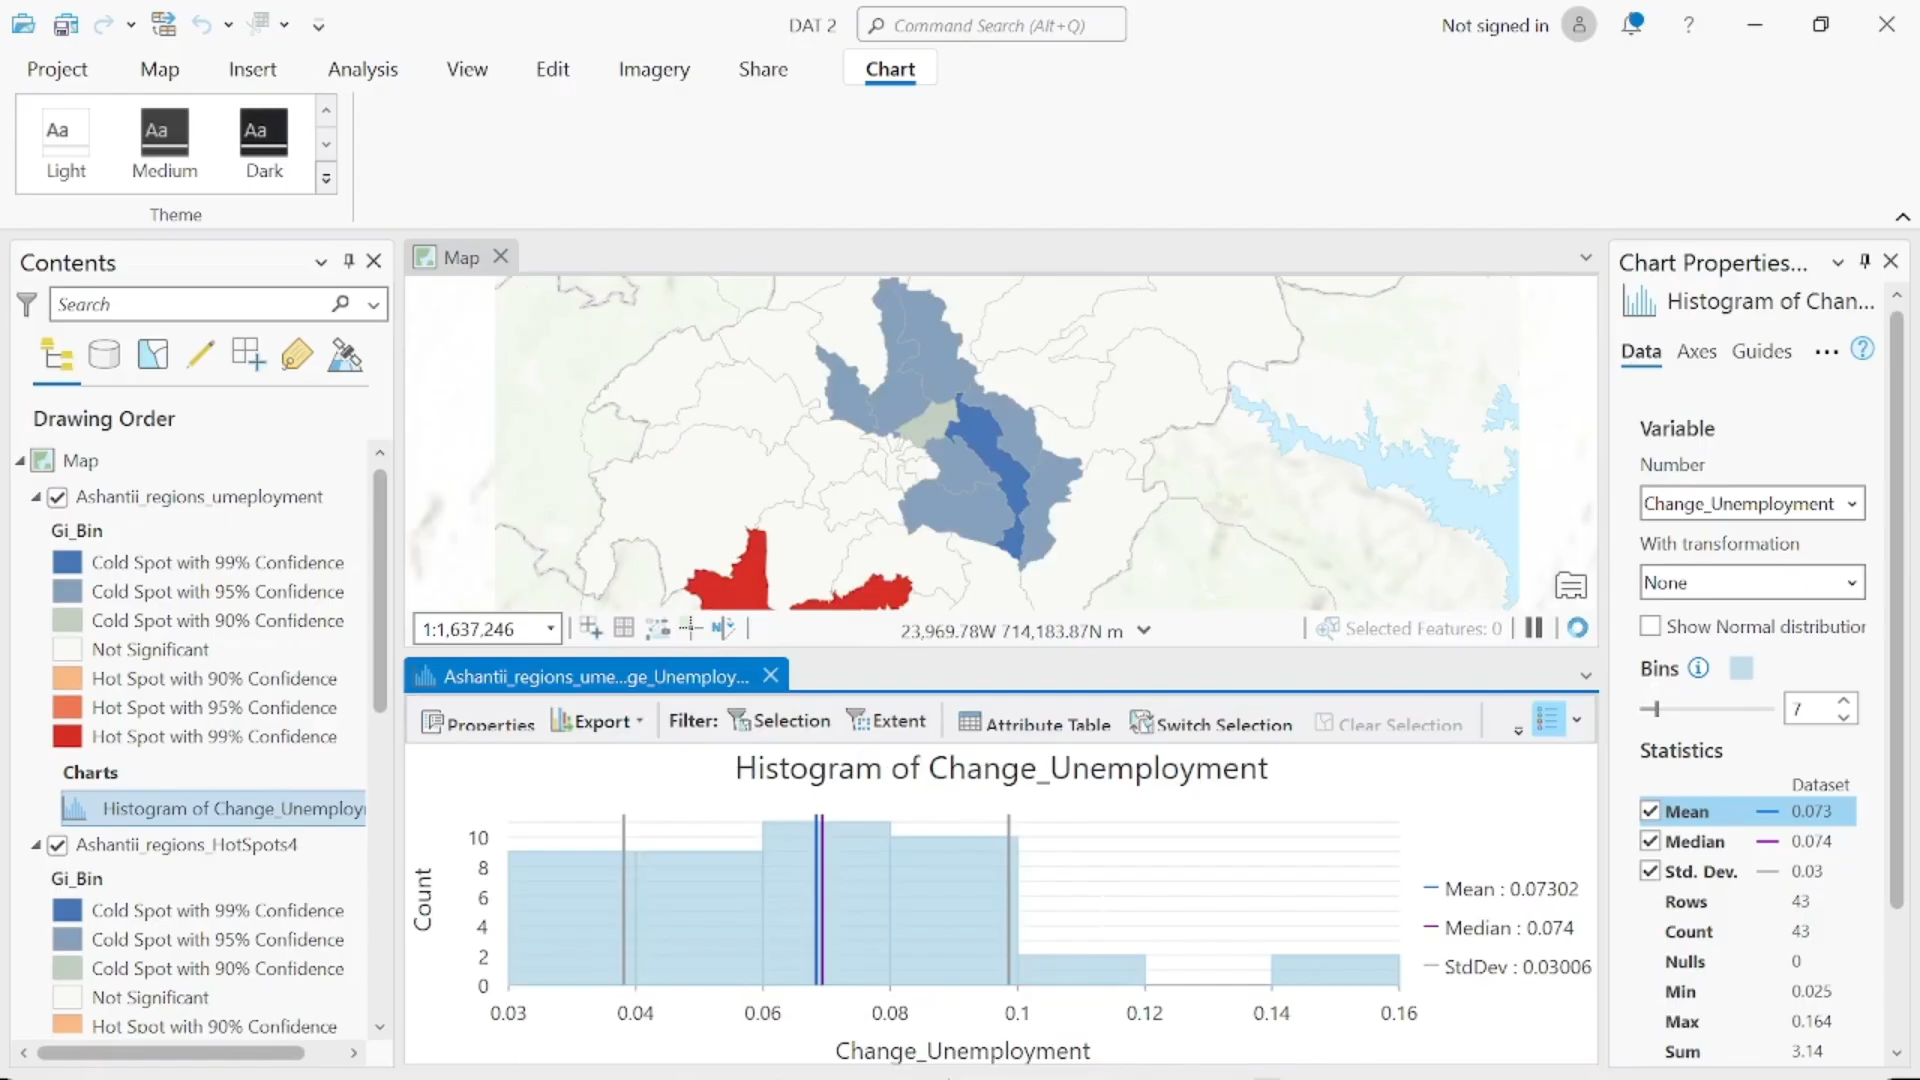 DAT 2
Command Search (Alt+Q)
Not signed in
?
Project
Map
Insert
Analysis
View
Edit
Imagery
Share
Chart
Aa
Aa
Aa
Light
Medium
Dark
Theme
Contents
Search
Drawing Order
Map
Ashantii_regions_umeployment
Gi_Bin
Cold Spot with 99% Confidence
Cold Spot with 95% Confidence
Cold Spot with 90% Confidence
Not Significant
Hot Spot with 90% Confidence
Hot Spot with 95% Confidence
Hot Spot with 99% Confidence
Charts
Histogram of Change_Unemploy
Ashantii_regions_HotSpots4
Gi_Bin
Cold Spot with 99% Confidence
Cold Spot with 95% Confidence
Cold Spot with 90% Confidence
Not Significant
Hot Spot with 90% Confidence
Map
1:1,637,246
23,969.78W 714,183.87N m
Selected Features: 0
Ashantii_regions_ume...ge_Unemploy...
Properties
Export
Filter:
Selection
Extent
Attribute Table
Switch Selection
Clear Selection
Histogram of Change_Unemployment
Count
10
8
6
4
2
0
0.03
0.04
0.06
0.08
0.1
0.12
0.14
0.16
Change_Unemployment
Mean : 0.07302
Median : 0.074
StdDev : 0.03006
Chart Properties...
Histogram of Chan...
Data
Axes
Guides
...
?
Variable
Number
Change_Unemployment
With transformation
None
Show Normal distribution
Bins
7
Statistics
Dataset
Mean 0.073
Median 0.074
Std. Dev. 0.03
Rows 43
Count 43
Nulls 0
Min 0.025
Max 0.164
Sum 3.14